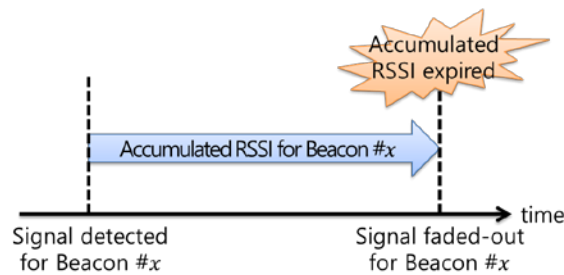 Accumulated
RSSI expired
Accumulated RSSI for Beacon #x
time
Signal detected
for Beacon #x
Signal faded-out
for Beacon #x